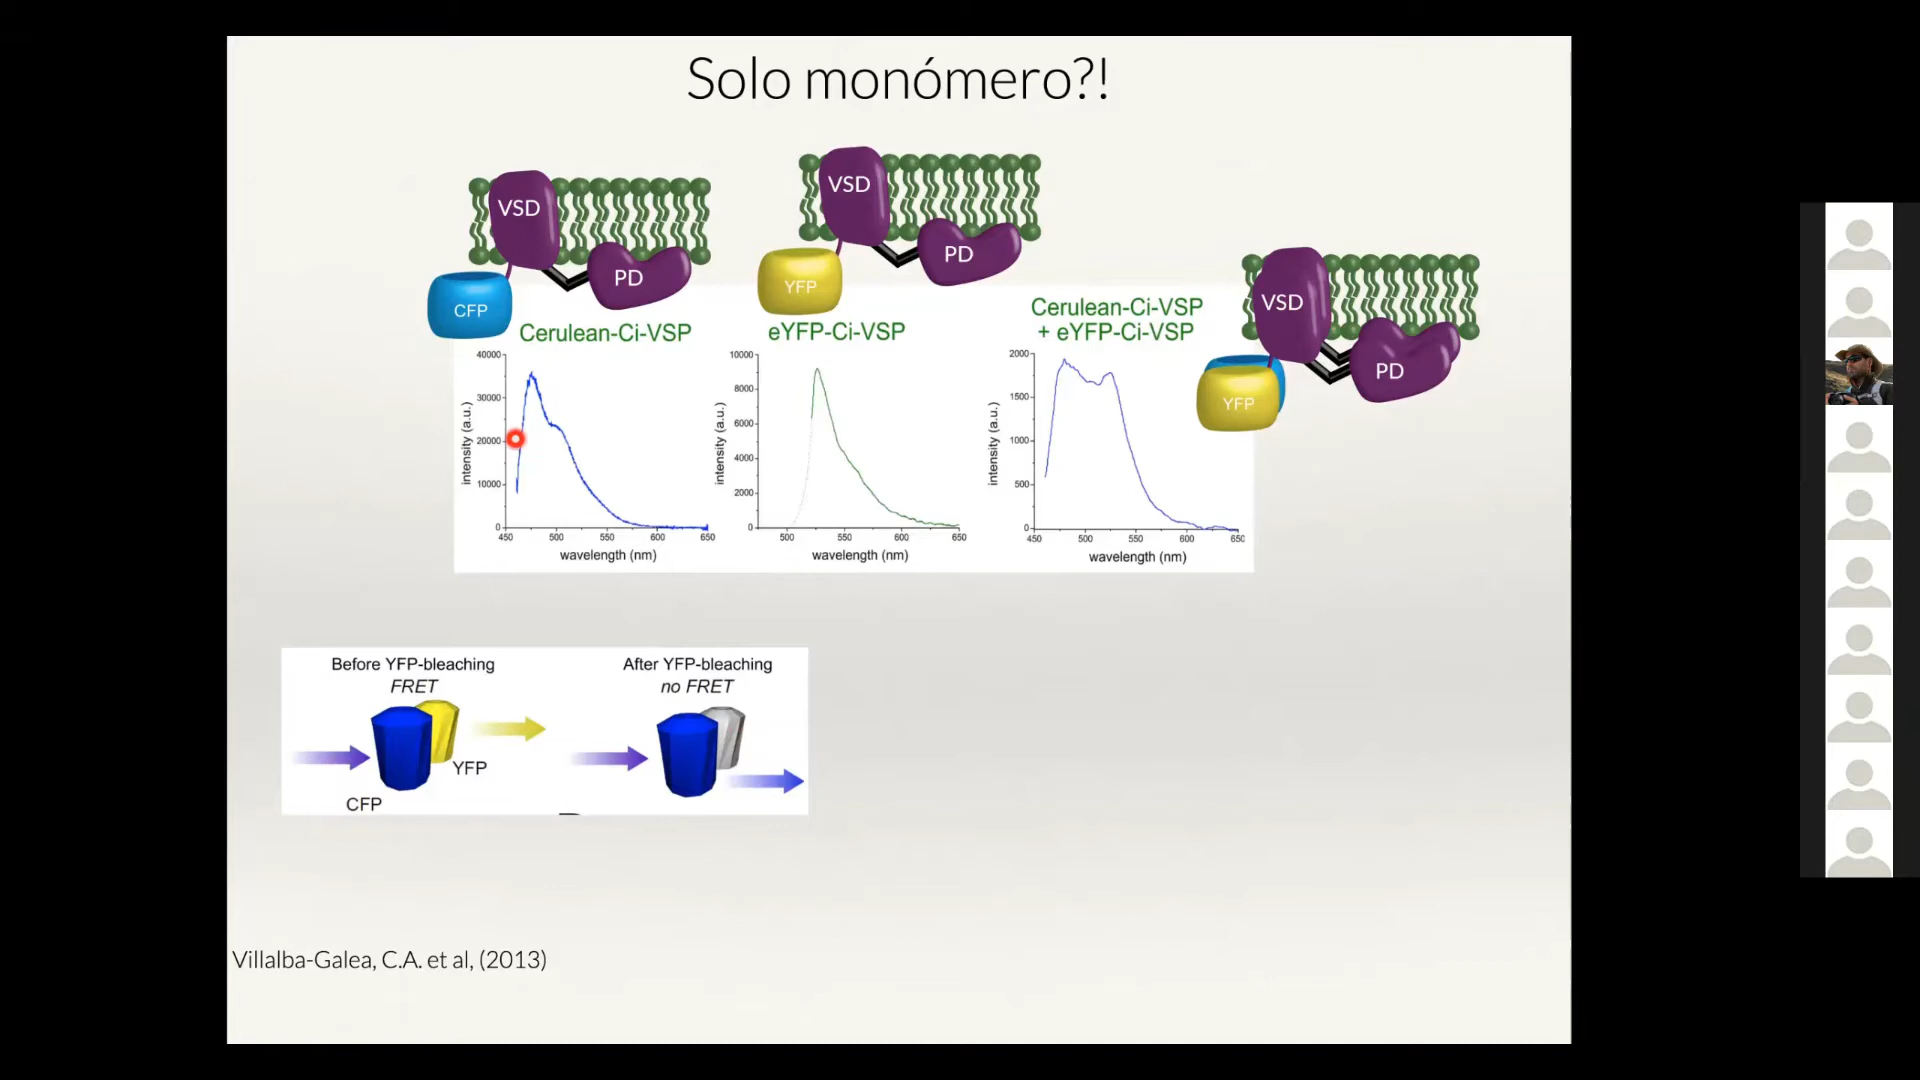 Solo monómero?!
VSD
PD
CFP
VSD
PD
YFP
VSD
PD
YFP
Cerulean-Ci-VSP
40000
30000
20000
10000
0
450 500 550 600 650
intensity (a.u.)
wavelength (nm)
eYFP-Ci-VSP
10000
8000
6000
4000
2000
0
500 550 600 650
intensity (a.u.)
wavelength (nm)
Cerulean-Ci-VSP
+ eYFP-Ci-VSP
2000
1500
1000
500
0
450 500 550 600 650
intensity (a.u.)
wavelength (nm)
Before YFP-bleaching
FRET
YFP
CFP
After YFP-bleaching
no FRET
Villalba-Galea, C.A. et al, (2013)